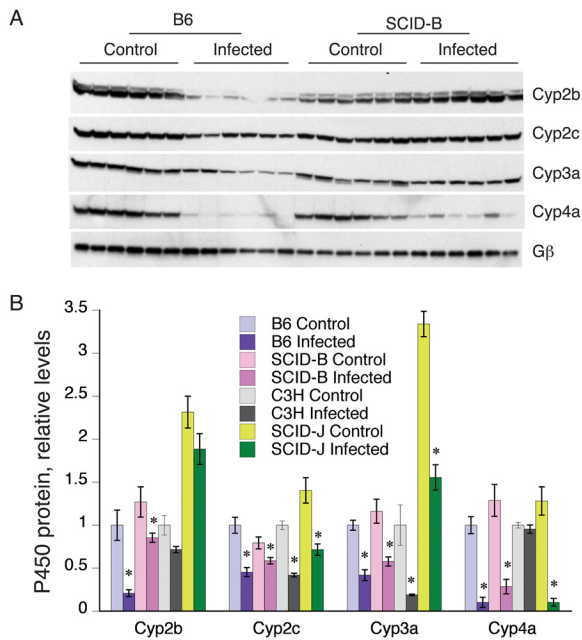 A
B6
SCID-B
Control
Infected
Control
Infected
Cyp2b
Cyp2c
Cyp3a
Cyp4a
Gβ
B
P450 protein, relative levels
3.5
3
2.5
2
1.5
1
0.5
0
B6 Control
B6 Infected
SCID-B Control
SCID-B Infected
C3H Control
C3H Infected
SCID-J Control
SCID-J Infected
*
*
*
*
*
*
*
*
*
*
*
*
*
Cyp2b
Cyp2c
Cyp3a
Cyp4a